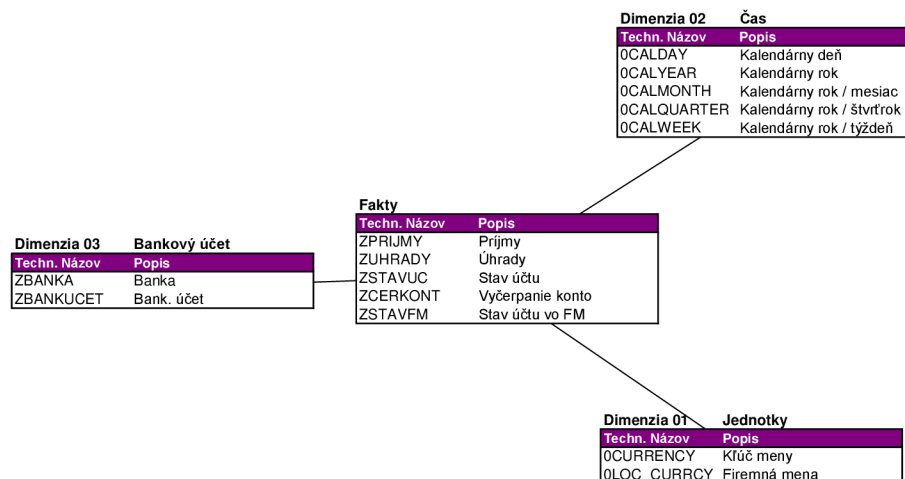 Dimenzia 02 Čas
Techn. Názov Popis
0CALDAY Kalendárny deň
0CALYEAR Kalendárny rok
0CALMONTH Kalendárny rok / mesiac
0CALQUARTER Kalendárny rok / štvrťrok
0CALWEEK Kalendárny rok / týždeň
Fakty
Techn. Názov Popis
ZPRIJMY Príjmy
ZUHRADY Úhrady
ZSTAVUC Stav účtu
ZCERKONT Vyčerpanie konto
ZSTAVFM Stav účtu vo FM
Dimenzia 03 Bankový účet
Techn. Názov Popis
ZBANKA Banka
ZBANKUCET Bank. účet
Dimenzia 01 Jednotky
Techn. Názov Popis
0CURRENCY Kľúč meny
0LOC_CURRCY Firemná mena